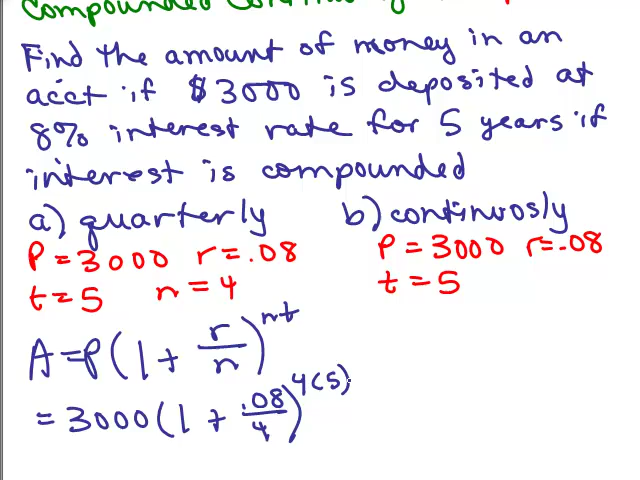 compounded
Find the amount of money in an
acct if $3000 is deposited at
8% interest rate for 5 years if
interest is compounded
a) quarterly b) continuosly
P = 3000 r = .08 P = 3000 r = .08
t = 5 n = 4 t = 5
A = P(1 + r/n)^nt
= 3000(1 + .08/4)^4(5)